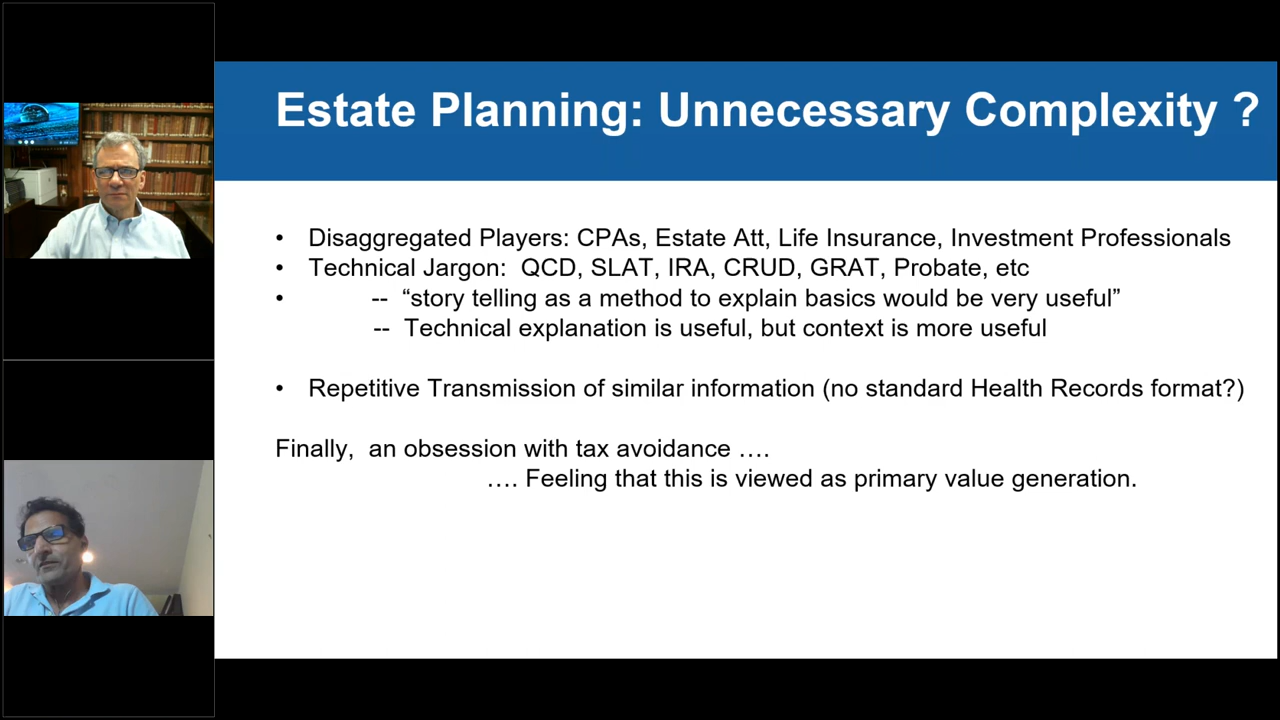 Estate Planning: Unnecessary Complexity ?
• Disaggregated Players: CPAs, Estate Att, Life Insurance, Investment Professionals
• Technical Jargon: QCD, SLAT, IRA, CRUD, GRAT, Probate, etc
• -- “story telling as a method to explain basics would be very useful”
-- Technical explanation is useful, but context is more useful
• Repetitive Transmission of similar information (no standard Health Records format?)
Finally, an obsession with tax avoidance ….
…. Feeling that this is viewed as primary value generation.